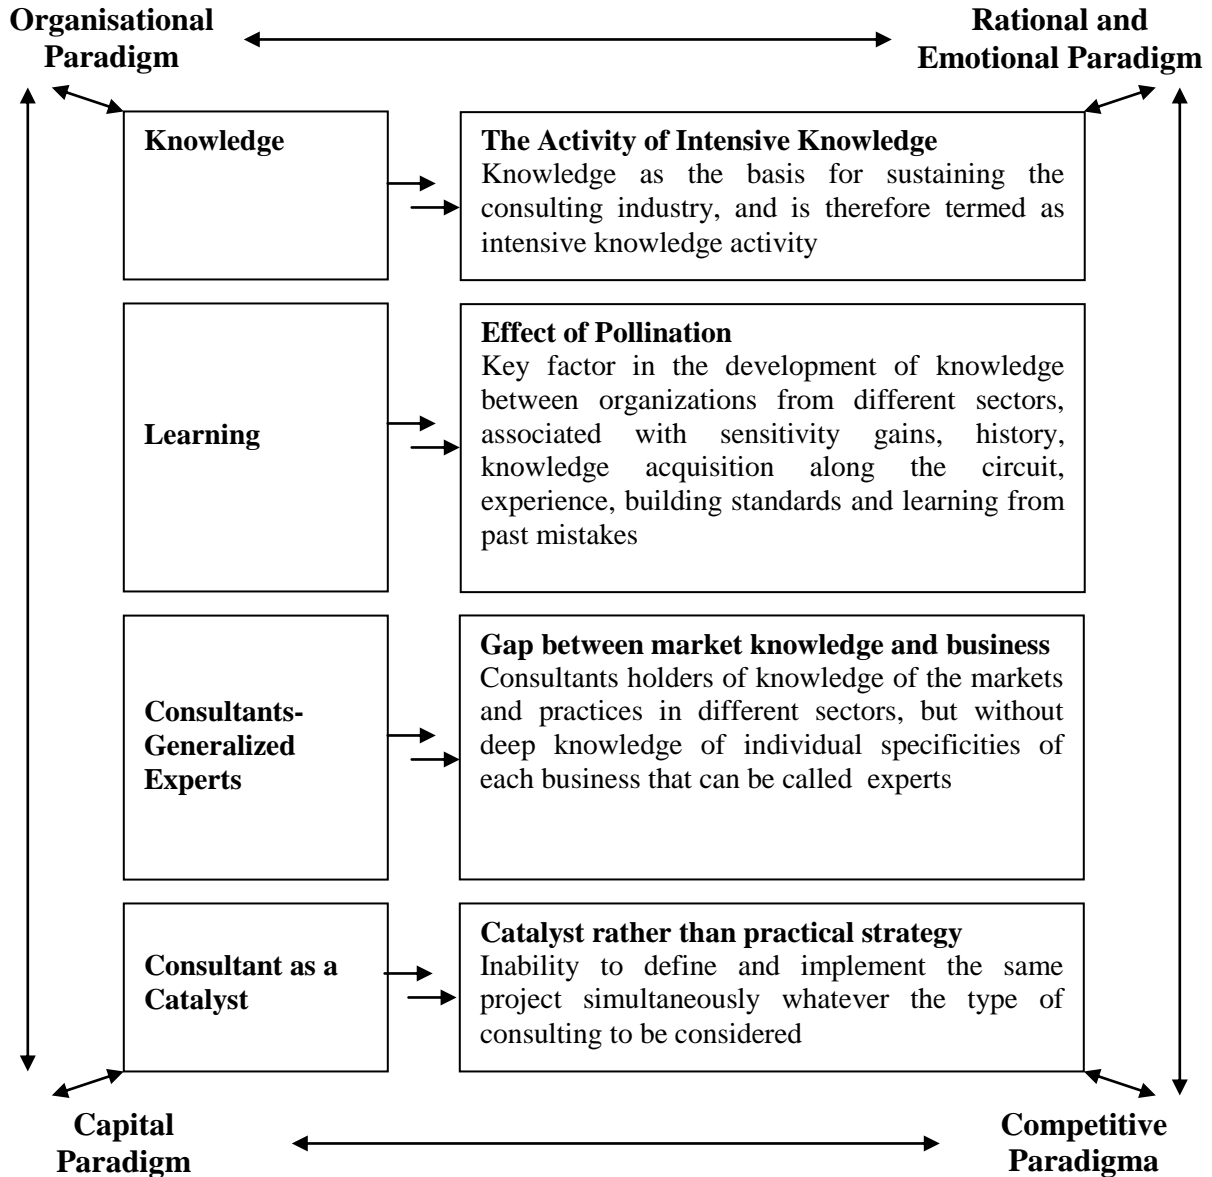 Organisational
Paradigm
Rational and
Emotional Paradigm
Knowledge
The Activity of Intensive Knowledge
Knowledge as the basis for sustaining the
consulting industry, and is therefore termed as
intensive knowledge activity
Learning
Effect of Pollination
Key factor in the development of knowledge
between organizations from different sectors,
associated with sensitivity gains, history,
knowledge acquisition along the circuit,
experience, building standards and learning from
past mistakes
Consultants-
Generalized
Experts
Gap between market knowledge and business
Consultants holders of knowledge of the markets
and practices in different sectors, but without
deep knowledge of individual specificities of
each business that can be called experts
Consultant as a
Catalyst
Catalyst rather than practical strategy
Inability to define and implement the same
project simultaneously whatever the type of
consulting to be considered
Capital
Paradigm
Competitive
Paradigma